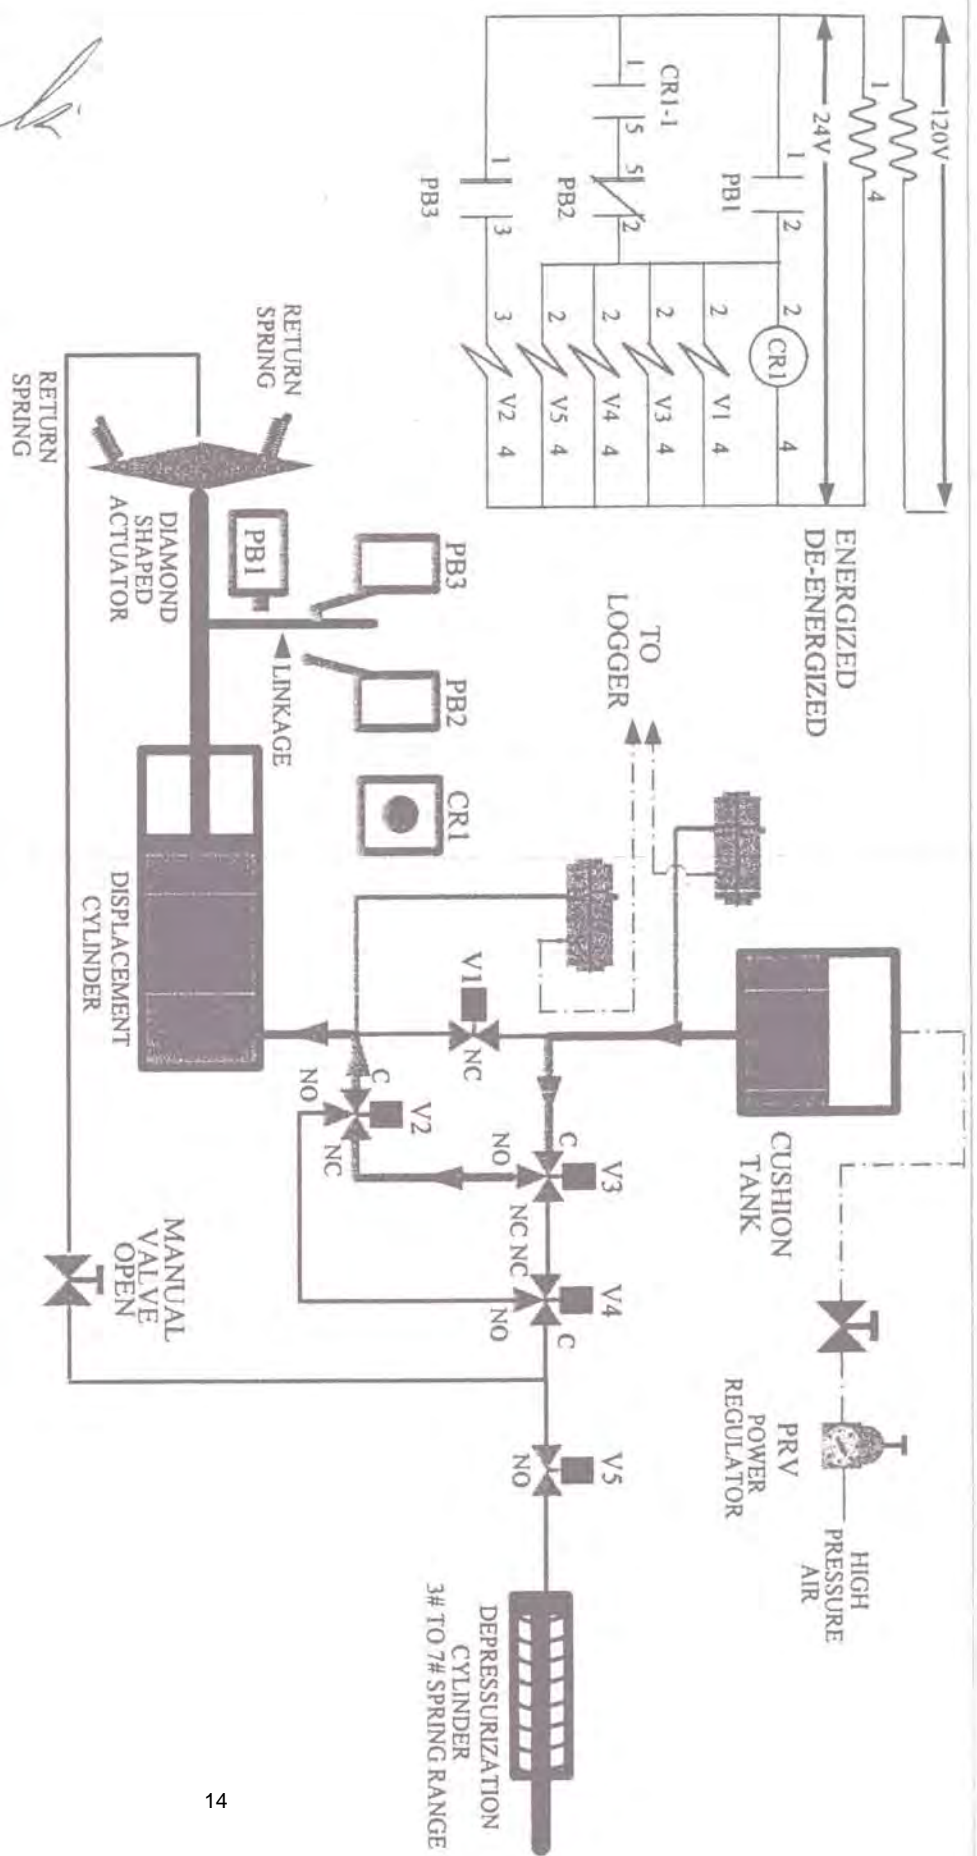 120V
1
4
24V
1
PB1
2
2
CR1
4
CR1-1
1
5
1
5
PB2
2
2
V1
4
2
V3
4
2
V4
4
2
V5
4
1
PB3
3
3
V2
4
ENERGIZED
DE-ENERGIZED
TO
LOGGER
CUSHION
TANK
PRV
POWER
REGULATOR
HIGH
PRESSURE
AIR
PB3
PB2
CR1
PB1
LINKAGE
RETURN
SPRING
RETURN
SPRING
DIAMOND
SHAPED
ACTUATOR
DISPLACEMENT
CYLINDER
V1
NC
C
NO
V2
NC
C
NO
V3
NC
NC
V4
NO
C
V5
NO
MANUAL
VALVE
OPEN
DEPRESSURIZATION
CYLINDER
3# TO 7# SPRING RANGE
14